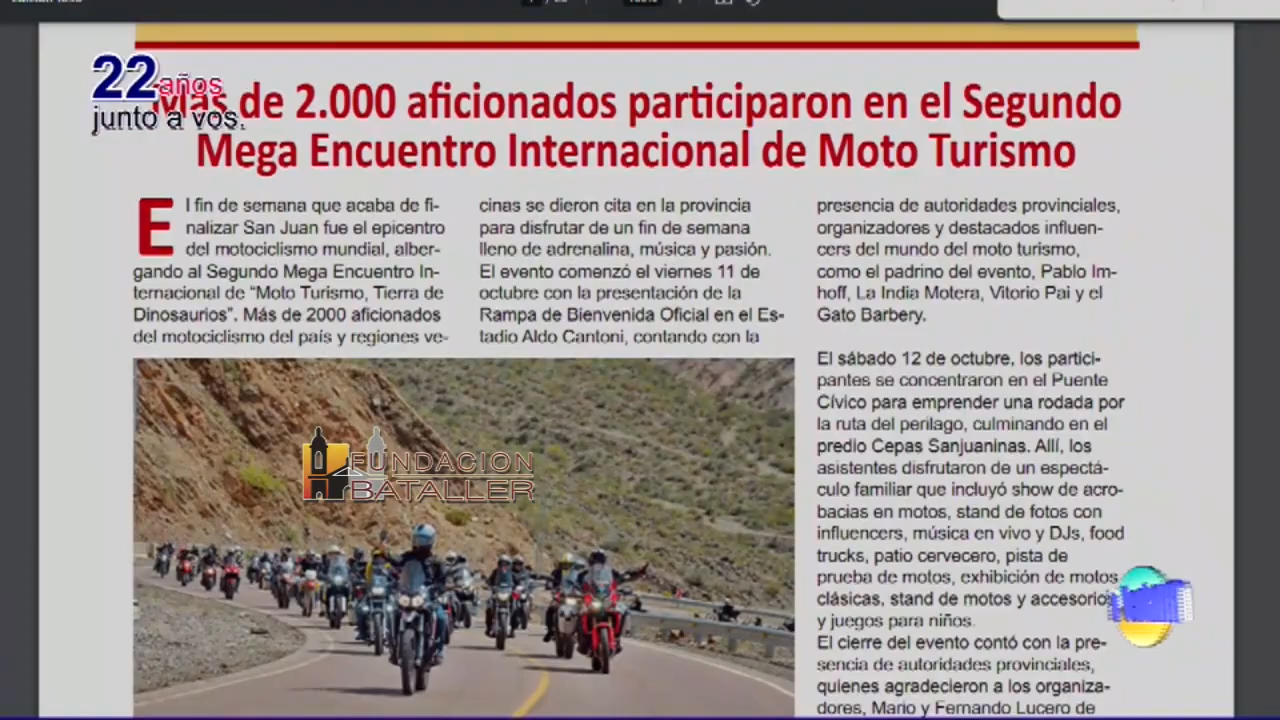 22 años
junto a vos.
Más de 2.000 aficionados participaron en el Segundo
Mega Encuentro Internacional de Moto Turismo
El fin de semana que acaba de fi-
nalizar San Juan fue el epicentro
del motociclismo mundial, alber-
gando al Segundo Mega Encuentro In-
ternacional de “Moto Turismo, Tierra de
Dinosaurios”. Más de 2000 aficionados
del motociclismo del país y regiones ve-
cinas se dieron cita en la provincia
para disfrutar de un fin de semana
lleno de adrenalina, música y pasión.
El evento comenzó el viernes 11 de
octubre con la presentación de la
Rampa de Bienvenida Oficial en el Es-
tadio Aldo Cantoni, contando con la
presencia de autoridades provinciales,
organizadores y destacados influen-
cers del mundo del moto turismo,
como el padrino del evento, Pablo Im-
hoff, La India Motera, Vitorio Pai y el
Gato Barbery.
El sábado 12 de octubre, los partici-
pantes se concentraron en el Puente
Cívico para emprender una rodada por
la ruta del perilago, culminando en el
predio Cepas Sanjuaninas. Allí, los
asistentes disfrutaron de un espectá-
culo familiar que incluyó show de acro-
bacias en motos, stand de fotos con
influencers, música en vivo y DJs, food
trucks, patio cervecero, pista de
prueba de motos, exhibición de motos
clásicas, stand de motos y accesorios
y juegos para niños.
El cierre del evento contó con la pre-
sencia de autoridades provinciales,
quienes agradecieron a los organiza-
dores, Mario y Fernando Lucero de
FUNDACION
BATALLER